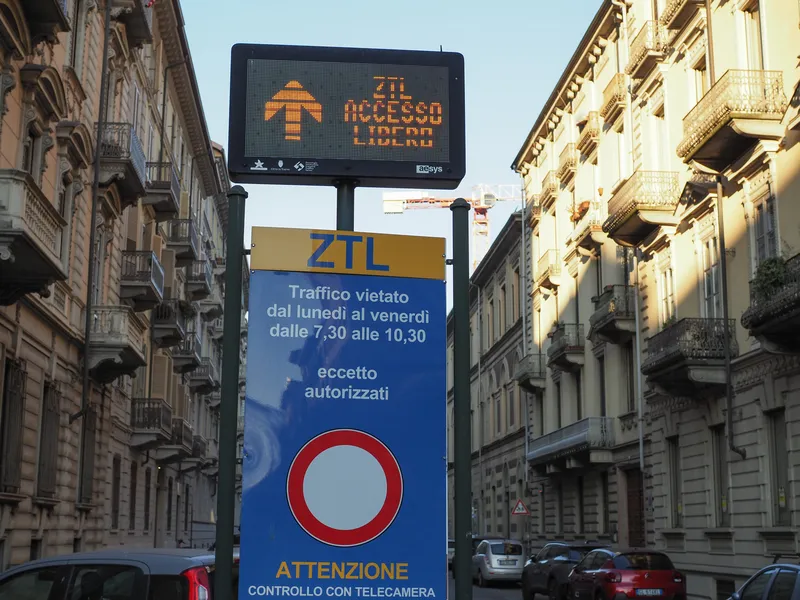 ZTL
ACCESSO
LIBERO
aesys
ZTL
Traffico vietato
dal lunedì al venerdì
dalle 7,30 alle 10,30
eccetto
autorizzati
ATTENZIONE
CONTROLLO CON TELECAMERA